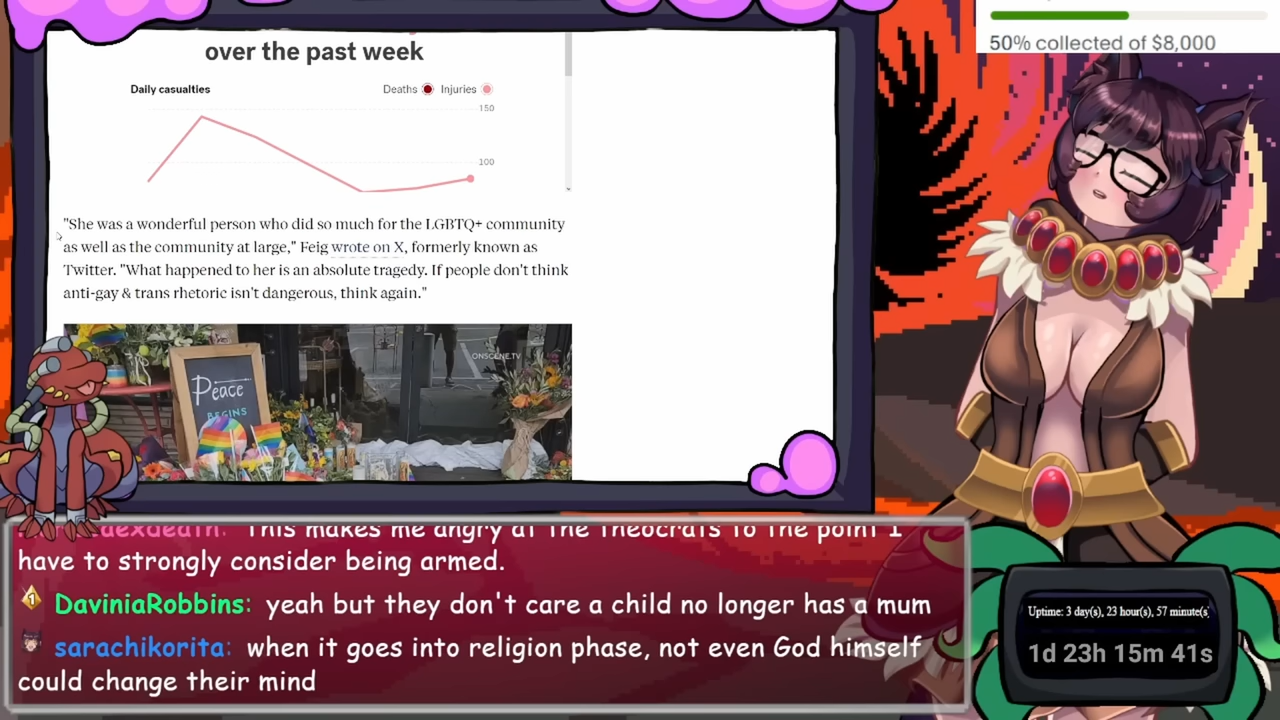 50% collected of $8,000
over the past week
Daily casualties
Deaths
Injuries
150
100
"She was a wonderful person who did so much for the LGBTQ+ community
as well as the community at large," Feig wrote on X, formerly known as
Twitter. "What happened to her is an absolute tragedy. If people don't think
anti-gay & trans rhetoric isn't dangerous, think again."
ONSCENE.TV
Peace
BEGINS
This makes me angry at the Theocrats to the point I
have to strongly consider being armed.
1
DaviniaRobbins: yeah but they don't care a child no longer has a mum
sarachikorita: when it goes into religion phase, not even God himself
could change their mind
Uptime: 3 day(s), 23 hour(s), 57 minute(s)
1d 23h 15m 41s